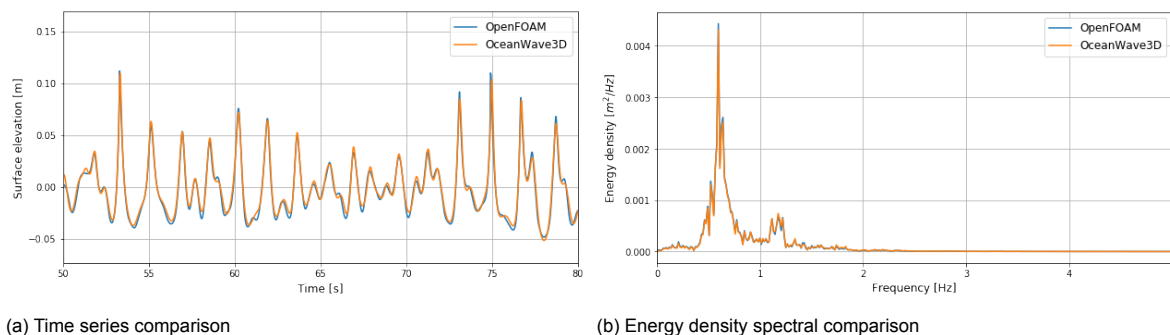 0.15
0.10
0.05
0.00
−0.05
Surface elevation [m]
50
55
60
65
70
75
80
Time [s]
OpenFOAM
OceanWave3D
(a) Time series comparison
0.004
0.003
0.002
0.001
0.000
Energy density [m²/Hz]
0
1
2
3
4
Frequency [Hz]
OpenFOAM
OceanWave3D
(b) Energy density spectral comparison